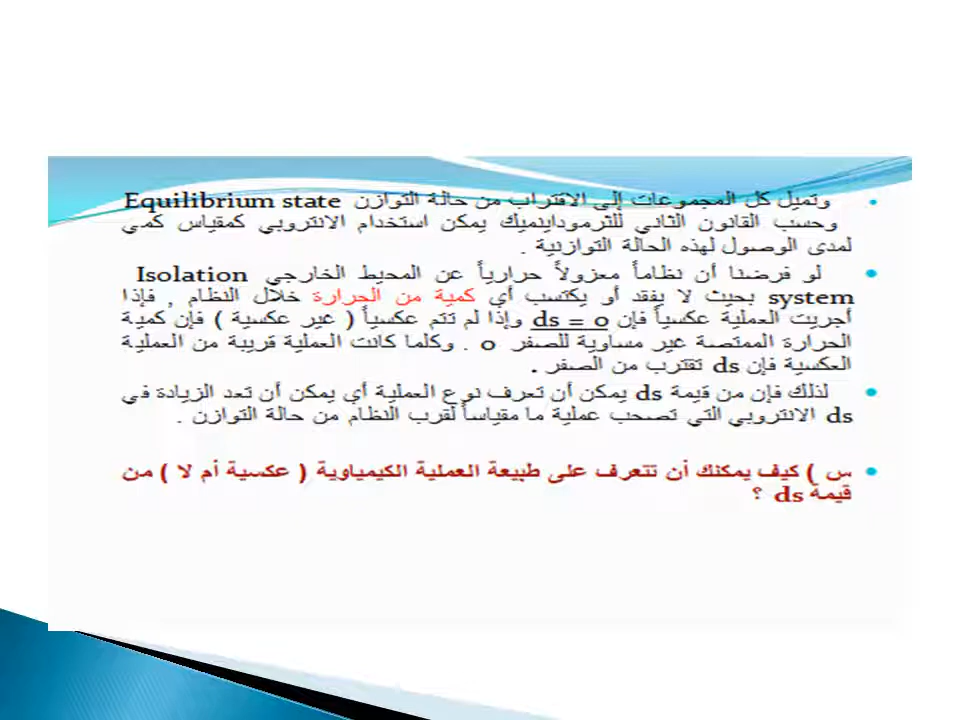 وتميل كل المجموعات إلى الاقتراب من حالة التوازن Equilibrium state
وحسب القانون الثاني للثرموداينميك يمكن استخدام الانتروبي كمقياس كمي
لمدى الوصول لهذه الحالة التوازنية .
لو فرضنا أن نظاماً معزولاً حرارياً عن المحيط الخارجي Isolation
system بحيث لا يفقد أو يكتسب أي كمية من الحرارة خلال النظام , فإذا
أجريت العملية عكسياً فإن ds = o وإذا لم تتم عكسياً ( غير عكسية ) فإن كمية
الحرارة الممتصة غير مساوية للصفر o . وكلما كانت العملية قريبة من العملية
العكسية فإن ds تقترب من الصفر .
لذلك فإن من قيمة ds يمكن أن تعرف نوع العملية أي يمكن أن تعد الزيادة في
ds الانتروبي التي تصحب عملية ما مقياساً لقرب النظام من حالة التوازن .
س ) كيف يمكنك أن تتعرف على طبيعة العملية الكيمياوية ( عكسية أم لا ) من
قيمة ds ؟